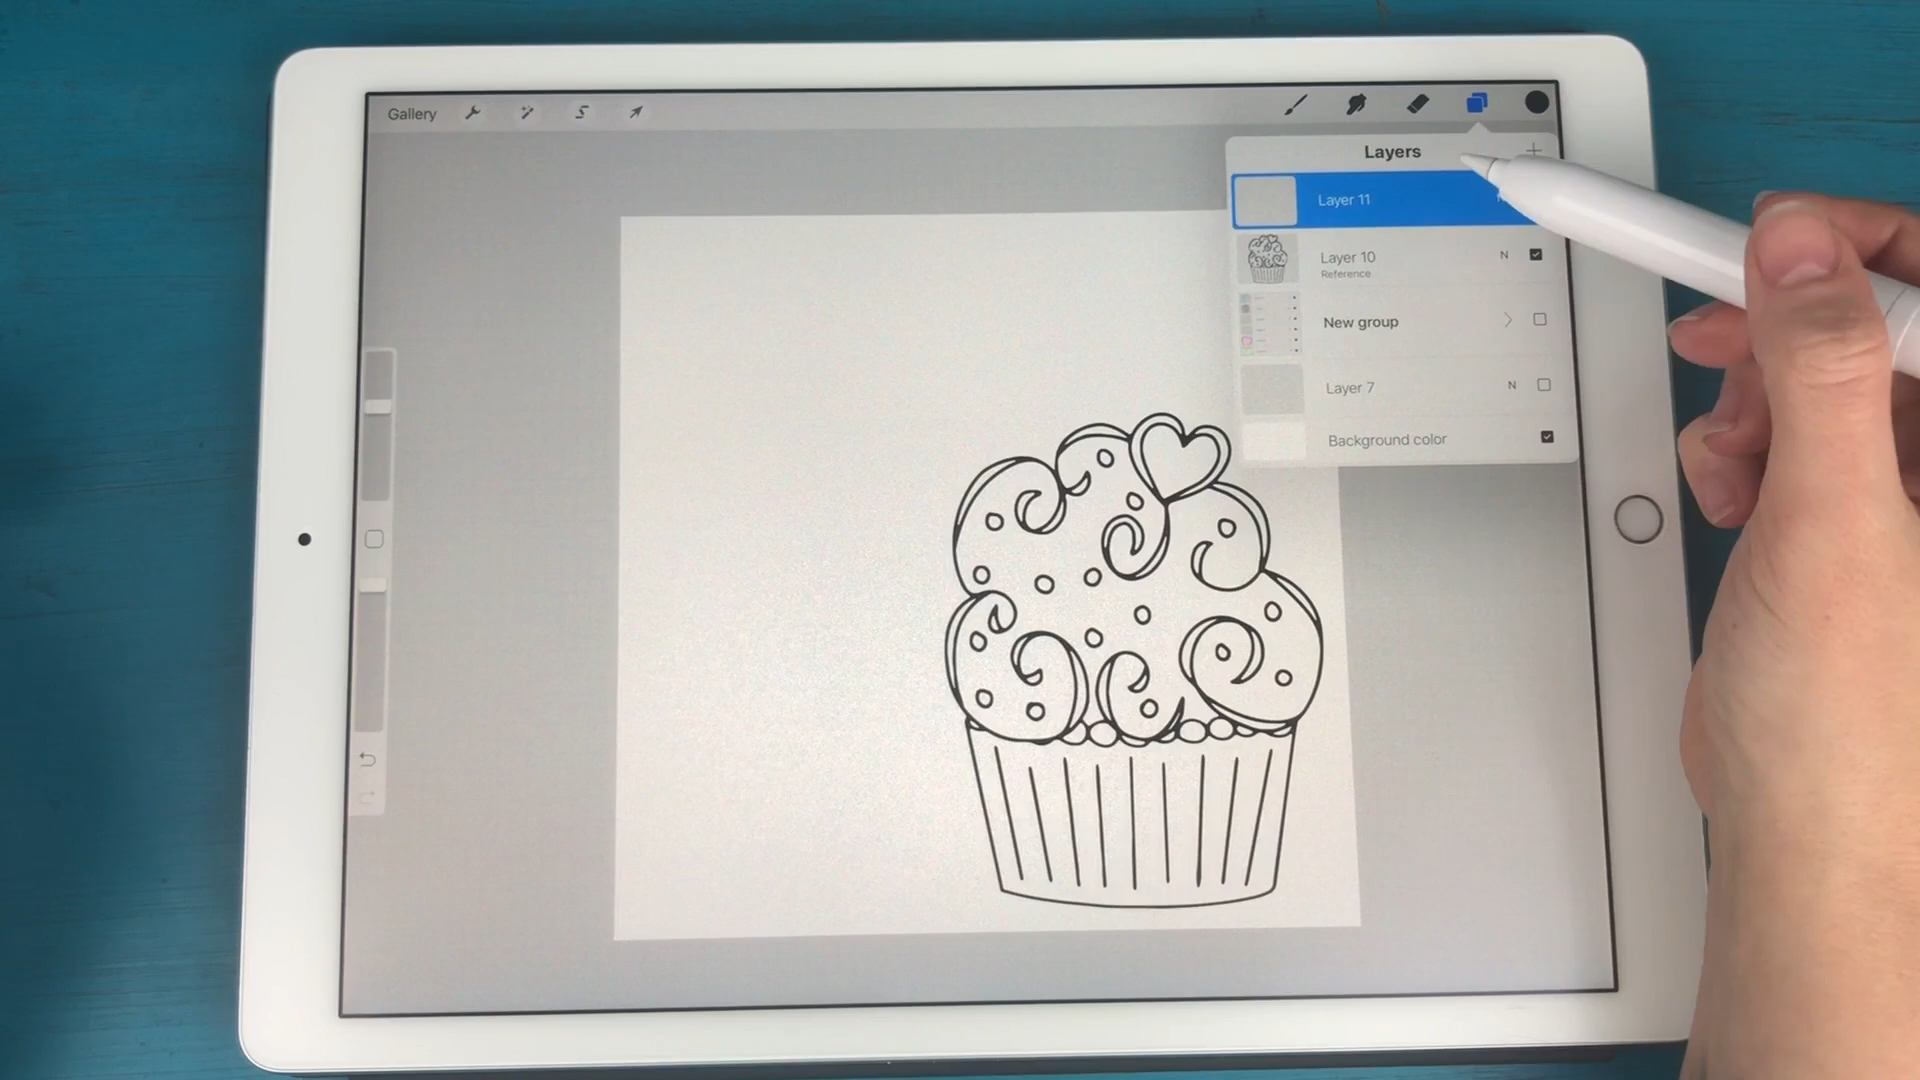 Gallery
Layers
Layer 11
Layer 10
N
Reference
New group
Layer 7
N
Background color